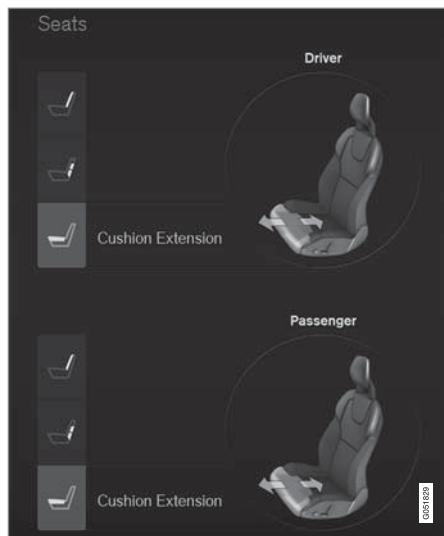 Seats
Driver
Cushion Extension
Passenger
Cushion Extension
G051829